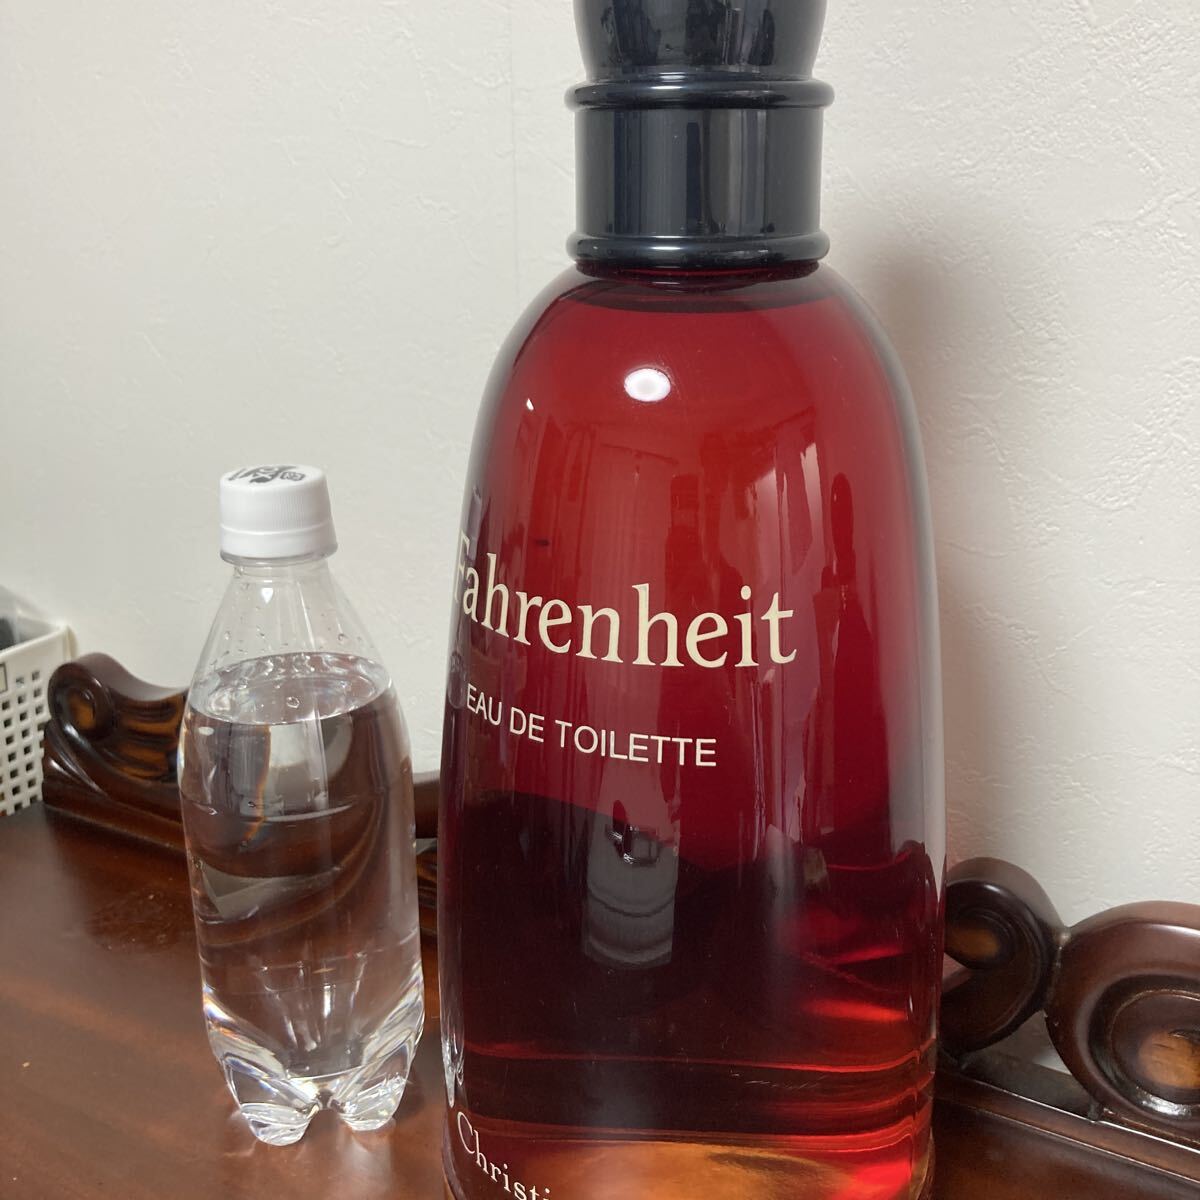 Fahrenheit
EAU DE TOILETTE
Christi